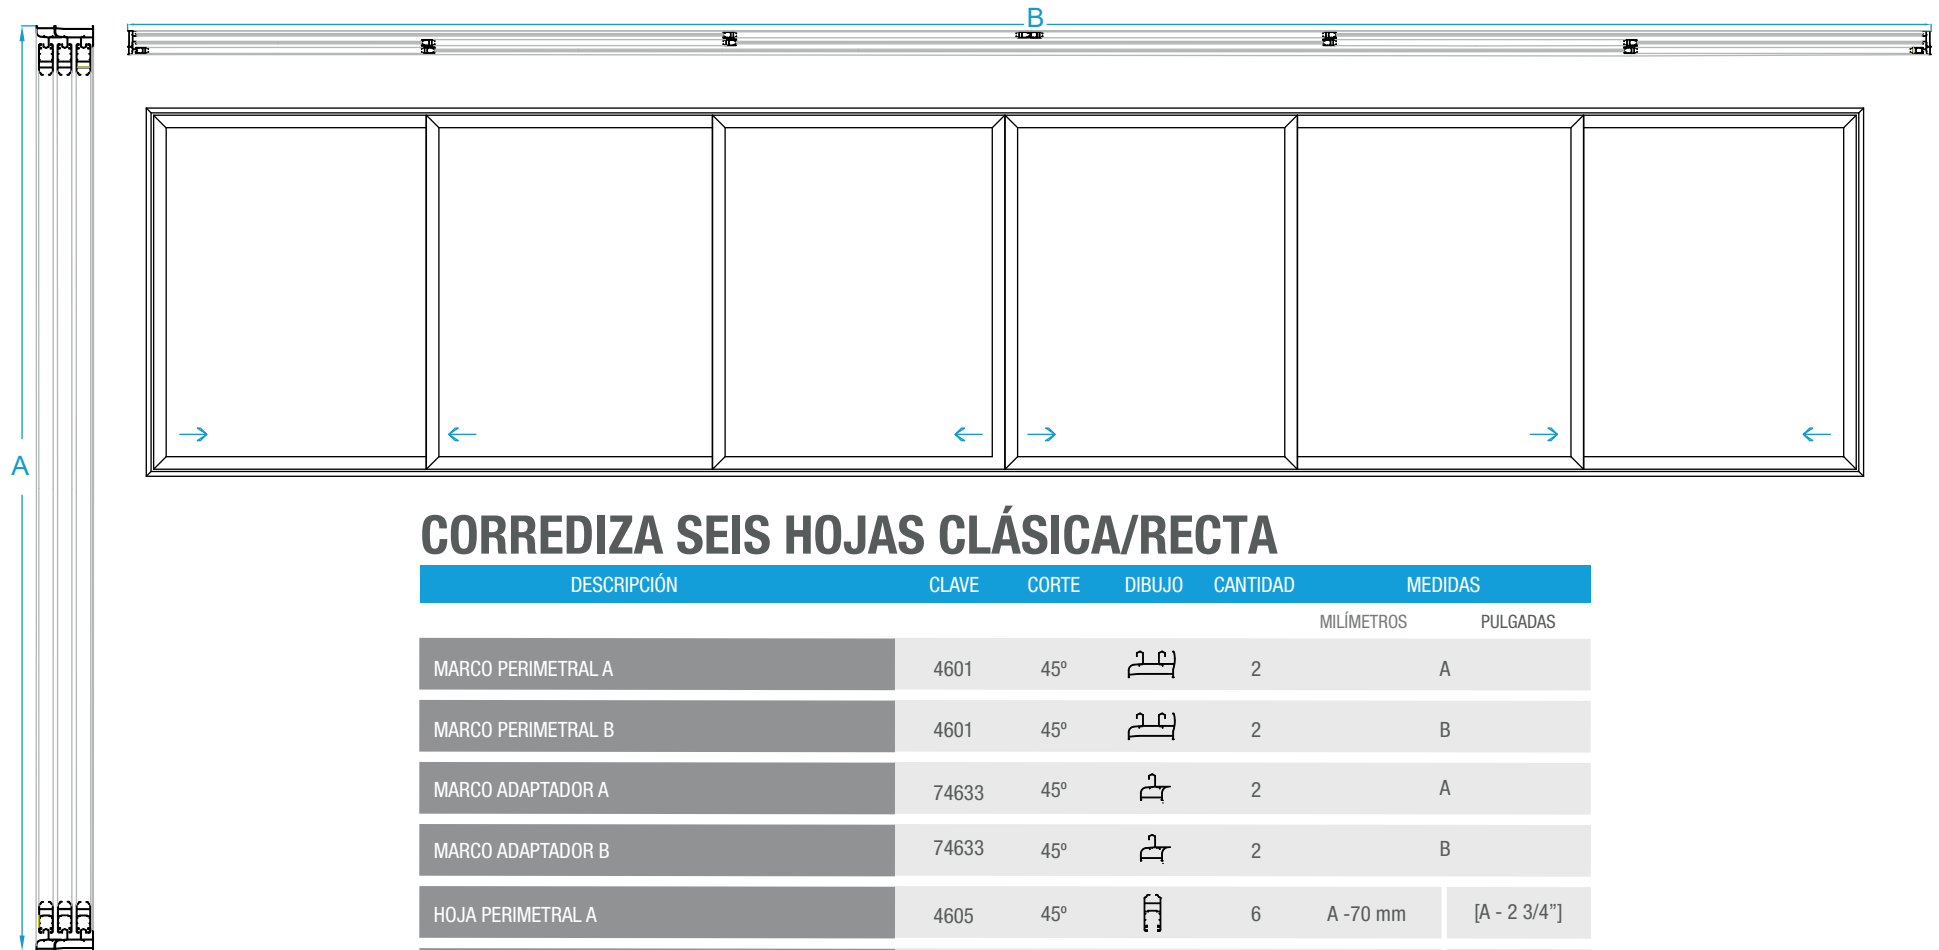 B
A
CORREDIZA SEIS HOJAS CLÁSICA/RECTA
DESCRIPCIÓN CLAVE CORTE DIBUJO CANTIDAD MEDIDAS
MILÍMETROS PULGADAS
MARCO PERIMETRAL A 4601 45º 2 A
MARCO PERIMETRAL B 4601 45º 2 B
MARCO ADAPTADOR A 74633 45º 2 A
MARCO ADAPTADOR B 74633 45º 2 B
HOJA PERIMETRAL A 4605 45º 6 A -70 mm [A - 2 3/4”]